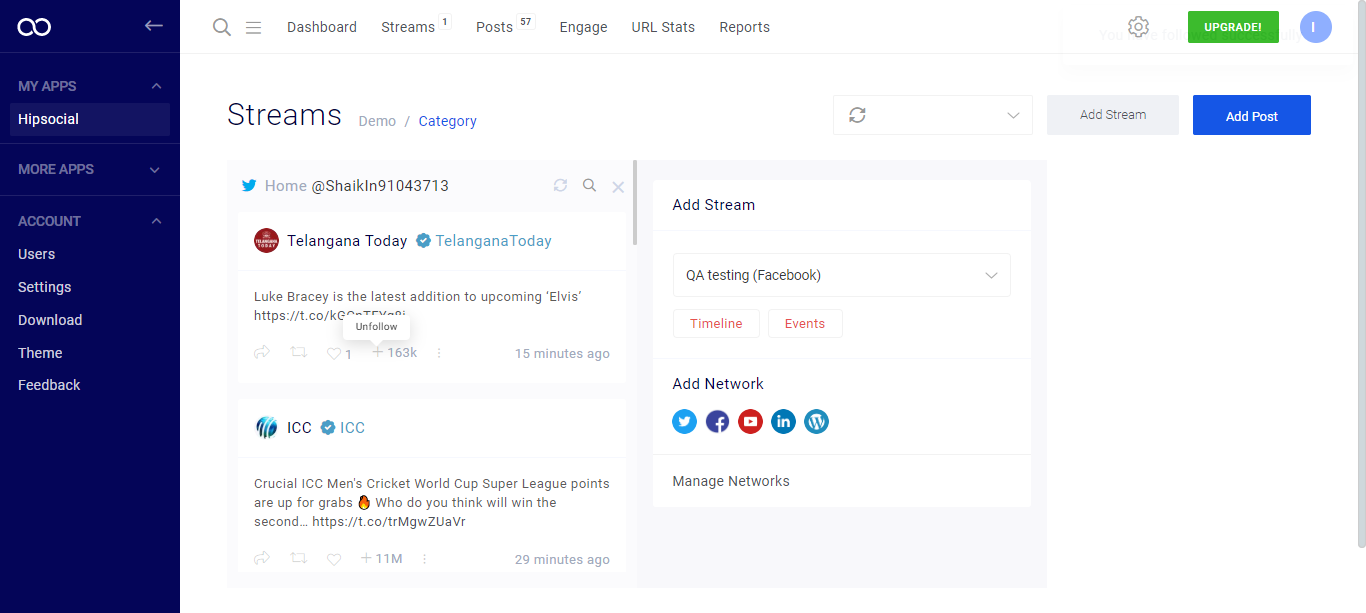 Dashboard Streams 1 Posts 57 Engage URL Stats Reports UPGRADE! I
You have followed successfully
MY APPS
Hipsocial
MORE APPS
ACCOUNT
Users
Settings
Download
Theme
Feedback
Streams Demo / Category
Add Stream
Add Post
Home @ShaikIn91043713
Telangana Today TelanganaToday
Luke Bracey is the latest addition to upcoming ‘Elvis’
https://t.co/
Unfollow
1 163k 15 minutes ago
ICC ICC
Crucial ICC Men's Cricket World Cup Super League points
are up for grabs 🔥 Who do you think will win the
second… https://t.co/trMgwZUaVr
11M 29 minutes ago
Add Stream
QA testing (Facebook)
Timeline Events
Add Network
Manage Networks